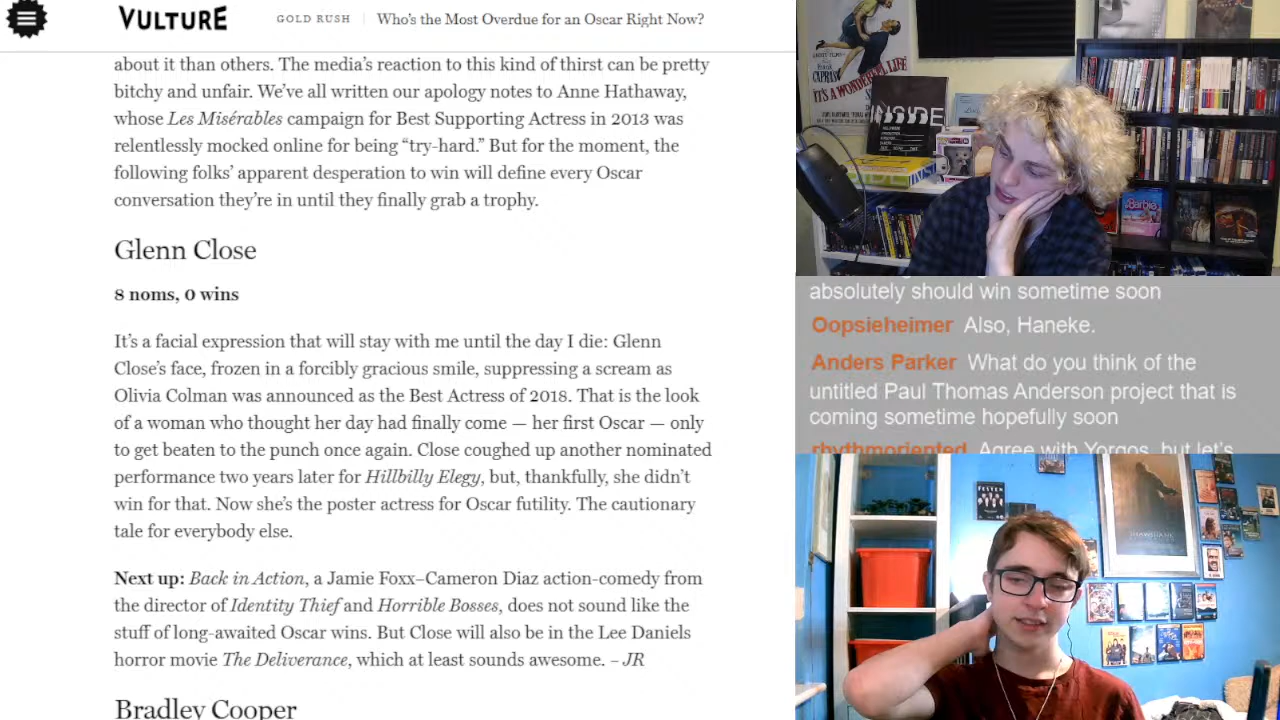 VULTURE
GOLD RUSH
Who's the Most Overdue for an Oscar Right Now?
about it than others. The media's reaction to this kind of thirst can be pretty
bitchy and unfair. We've all written our apology notes to Anne Hathaway,
whose Les Misérables campaign for Best Supporting Actress in 2013 was
relentlessly mocked online for being “try-hard.” But for the moment, the
following folks' apparent desperation to win will define every Oscar
conversation they're in until they finally grab a trophy.
Glenn Close
8 noms, 0 wins
It's a facial expression that will stay with me until the day I die: Glenn
Close's face, frozen in a forcibly gracious smile, suppressing a scream as
Olivia Colman was announced as the Best Actress of 2018. That is the look
of a woman who thought her day had finally come — her first Oscar — only
to get beaten to the punch once again. Close coughed up another nominated
performance two years later for Hillbilly Elegy, but, thankfully, she didn't
win for that. Now she's the poster actress for Oscar futility. The cautionary
tale for everybody else.
Next up: Back in Action, a Jamie Foxx–Cameron Diaz action-comedy from
the director of Identity Thief and Horrible Bosses, does not sound like the
stuff of long-awaited Oscar wins. But Close will also be in the Lee Daniels
horror movie The Deliverance, which at least sounds awesome. – JR
Bradley Cooper
IT'S A WONDERFUL LIFE
INSIDE
Barbie
absolutely should win sometime soon
Oopsieheimer Also, Haneke.
Anders Parker What do you think of the
untitled Paul Thomas Anderson project that is
coming sometime hopefully soon
rhythmoriented Agree with Yorgos, but let's
FESTEN
SHAWSHANK